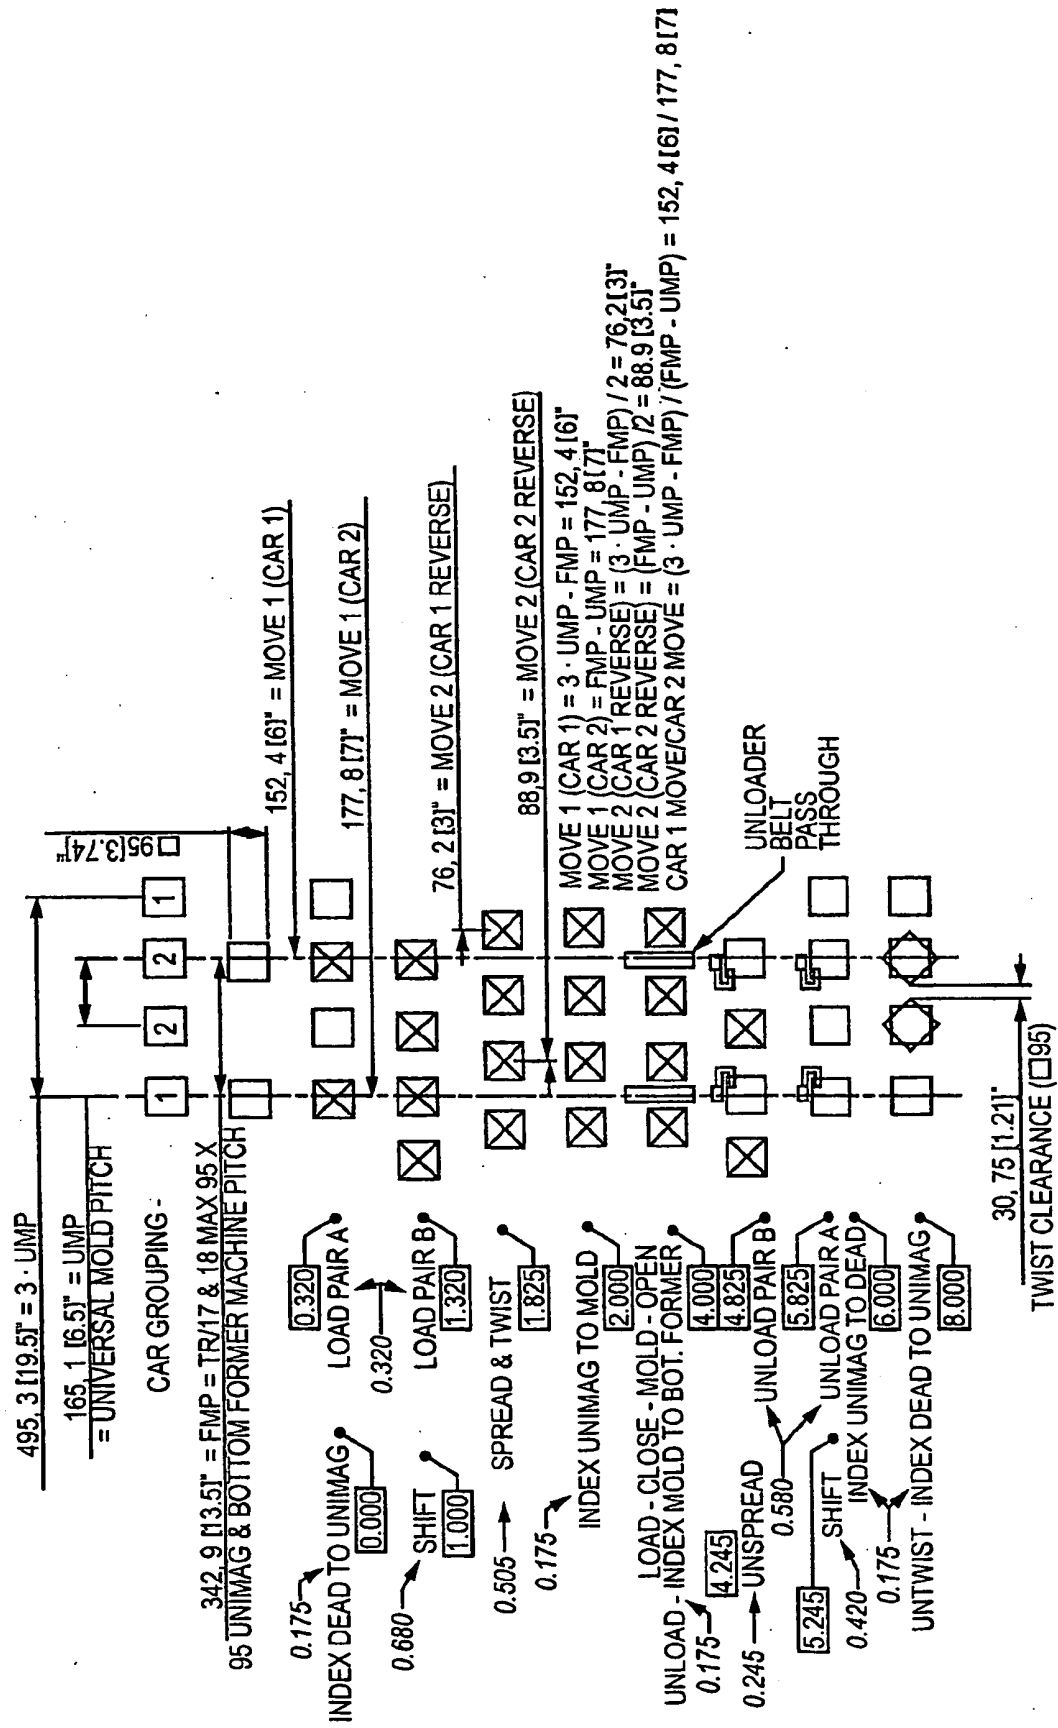 495, 3 [19.5]" = 3 · UMP
165, 1 [6.5]" = UMP
= UNIVERSAL MOLD PITCH
CAR GROUPING -
1
2
2
1
□95[3.74]"
342, 9 [13.5]" = FMP = TR/17 & 18 MAX 95 X
95 UNIMAG & BOTTOM FORMER MACHINE PITCH
152, 4 [6]" = MOVE 1 (CAR 1)
0.175
INDEX DEAD TO UNIMAG
0.000
0.320
LOAD PAIR A
177, 8 [7]" = MOVE 1 (CAR 2)
0.320
0.680
SHIFT
1.000
LOAD PAIR B
1.320
76, 2 [3]" = MOVE 2 (CAR 1 REVERSE)
0.505
SPREAD & TWIST
1.825
88,9 [3.5]" = MOVE 2 (CAR 2 REVERSE)
0.175
INDEX UNIMAG TO MOLD
2.000
MOVE 1 (CAR 1) = 3 · UMP - FMP = 152, 4 [6]"
MOVE 1 (CAR 2) = FMP - UMP = 177, 8 [7]"
MOVE 2 (CAR 1 REVERSE) = (3 · UMP - FMP) / 2 = 76,2[3]"
MOVE 2 (CAR 2 REVERSE) = (FMP - UMP) /2 = 88.9 [3.5]"
CAR 1 MOVE/CAR 2 MOVE = (3 · UMP - FMP) / (FMP - UMP) = 152, 4 [6] / 177, 8 [7]
LOAD - CLOSE - MOLD - OPEN
UNLOAD - INDEX MOLD TO BOT. FORMER
4.000
0.175
4.245
4.825
UNLOADER
BELT
PASS
THROUGH
0.245
UNSPREAD
UNLOAD PAIR B
0.580
5.825
5.245
SHIFT
UNLOAD PAIR A
0.420
INDEX UNIMAG TO DEAD
6.000
0.175
UNTWIST - INDEX DEAD TO UNIMAG
8.000
30, 75 [1.21]"
TWIST CLEARANCE (□95)